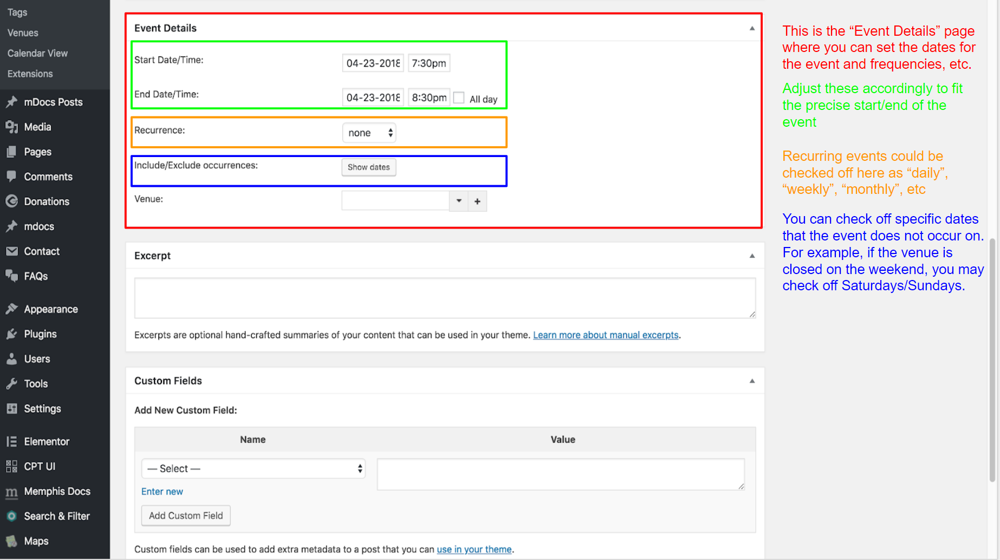 Tags
Venues
Calendar View
Extensions
mDocs Posts
Media
Pages
Comments
Donations
mdocs
Contact
FAQs
Appearance
Plugins
Users
Tools
Settings
Elementor
CPT UI
Memphis Docs
Search & Filter
Maps
Event Details
Start Date/Time:
04-23-2018 7:30pm
End Date/Time:
04-23-2018 8:30pm All day
Recurrence:
none
Include/Exclude occurrences:
Show dates
Venue:
+
Excerpt
Excerpts are optional hand-crafted summaries of your content that can be used in your theme. Learn more about manual excerpts.
Custom Fields
Add New Custom Field:
Name Value
— Select —
Enter new
Add Custom Field
Custom fields can be used to add extra metadata to a post that you can use in your theme.
This is the “Event Details” page
where you can set the dates for
the event and frequencies, etc.
Adjust these accordingly to fit
the precise start/end of the
event
Recurring events could be
checked off here as “daily”,
“weekly”, “monthly”, etc
You can check off specific dates
that the event does not occur on.
For example, if the venue is
closed on the weekend, you may
check off Saturdays/Sundays.